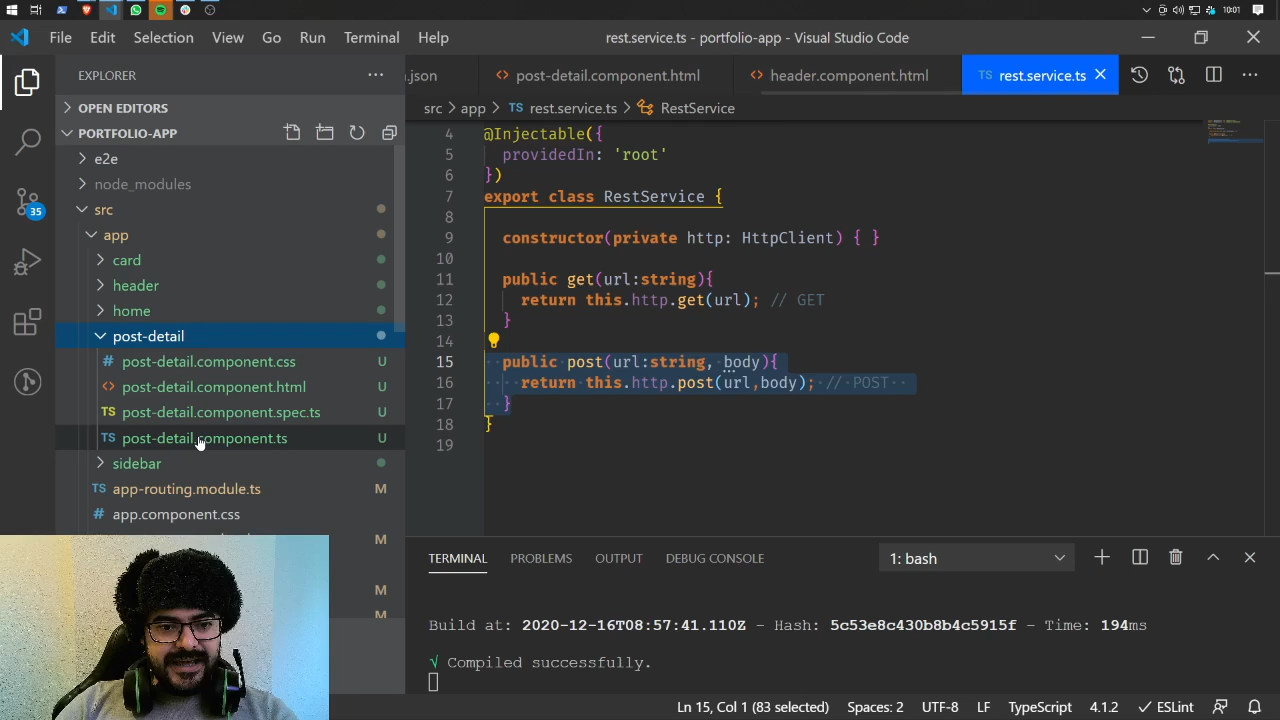 10:01
File Edit Selection View Go Run Terminal Help
rest.service.ts - portfolio-app - Visual Studio Code
EXPLORER
OPEN EDITORS
PORTFOLIO-APP
e2e
node_modules
src
app
card
header
home
post-detail
# post-detail.component.css U
<> post-detail.component.html U
TS post-detail.component.spec.ts U
TS post-detail.component.ts U
sidebar
TS app-routing.module.ts M
# app.component.css
M
M
M
35
.json
<> post-detail.component.html
<> header.component.html
TS rest.service.ts
src > app > TS rest.service.ts > RestService
4 @Injectable({
5 providedIn: 'root'
6 })
7 export class RestService {
8
9 constructor(private http: HttpClient) { }
10
11 public get(url:string){
12 return this.http.get(url); // GET
13 }
14
15 public post(url:string, body){
16 return this.http.post(url,body); // POST
17 }
18 }
19
TERMINAL PROBLEMS OUTPUT DEBUG CONSOLE
1: bash
Build at: 2020-12-16T08:57:41.110Z - Hash: 5c53e8c430b8b4c5915f - Time: 194ms
√ Compiled successfully.
Ln 15, Col 1 (83 selected) Spaces: 2 UTF-8 LF TypeScript 4.1.2 ✓ ESLint